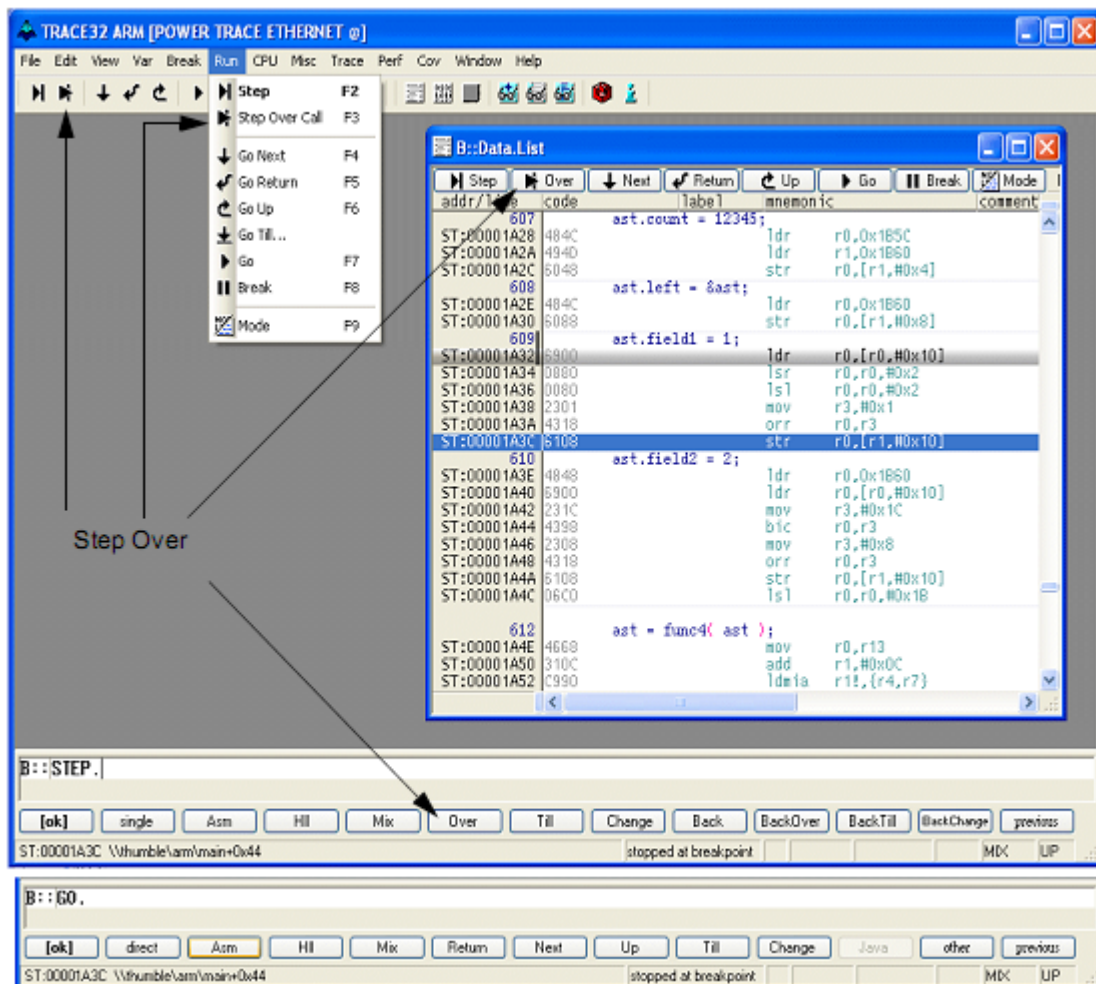 TRACE32 ARM [POWER TRACE ETHERNET @]
File Edit View Var Break Run CPU Misc Trace Perf Cov Window Help
Step F2
Step Over Call F3
Go Next F4
Go Return F5
Go Up F6
Go Till...
Go F7
Break F8
Mode F9
B::Data.List
Step Over Next Return Up Go Break Mode
addr/line code label mnemonic comment
607 ast.count = 12345;
ST:00001A28 484C ldr r0,0x1B5C
ST:00001A2A 494D ldr r1,0x1B60
ST:00001A2C 6048 str r0,[r1,#0x4]
608 ast.left = &ast;
ST:00001A2E 484C ldr r0,0x1B60
ST:00001A30 6088 str r0,[r1,#0x8]
609 ast.field1 = 1;
ST:00001A32 6900 ldr r0,[r0,#0x10]
ST:00001A34 0880 lsr r0,r0,#0x2
ST:00001A36 0080 lsl r0,r0,#0x2
ST:00001A38 2301 mov r3,#0x1
ST:00001A3A 4318 orr r0,r3
ST:00001A3C 6108 str r0,[r1,#0x10]
610 ast.field2 = 2;
ST:00001A3E 4848 ldr r0,0x1B60
ST:00001A40 6900 ldr r0,[r0,#0x10]
ST:00001A42 231C mov r3,#0x1C
ST:00001A44 4398 bic r0,r3
ST:00001A46 2308 mov r3,#0x8
ST:00001A48 4318 orr r0,r3
ST:00001A4A 6108 str r0,[r1,#0x10]
ST:00001A4C 06C0 lsl r0,r0,#0x1B
612 ast = func4( ast );
ST:00001A4E 4668 mov r0,r13
ST:00001A50 310C add r1,#0x0C
ST:00001A52 C990 ldmia r1!,{r4,r7}
Step Over
B::STEP.
[ok] single Asm Hll Mix Over Till Change Back BackOver BackTill BackChange previous
ST:00001A3C \\thumble\arm\main+0x44 stopped at breakpoint MIX UP
B::GO.
[ok] direct Asm Hll Mix Return Next Up Till Change Java other previous
ST:00001A3C \\thumble\arm\main+0x44 stopped at breakpoint MIX UP